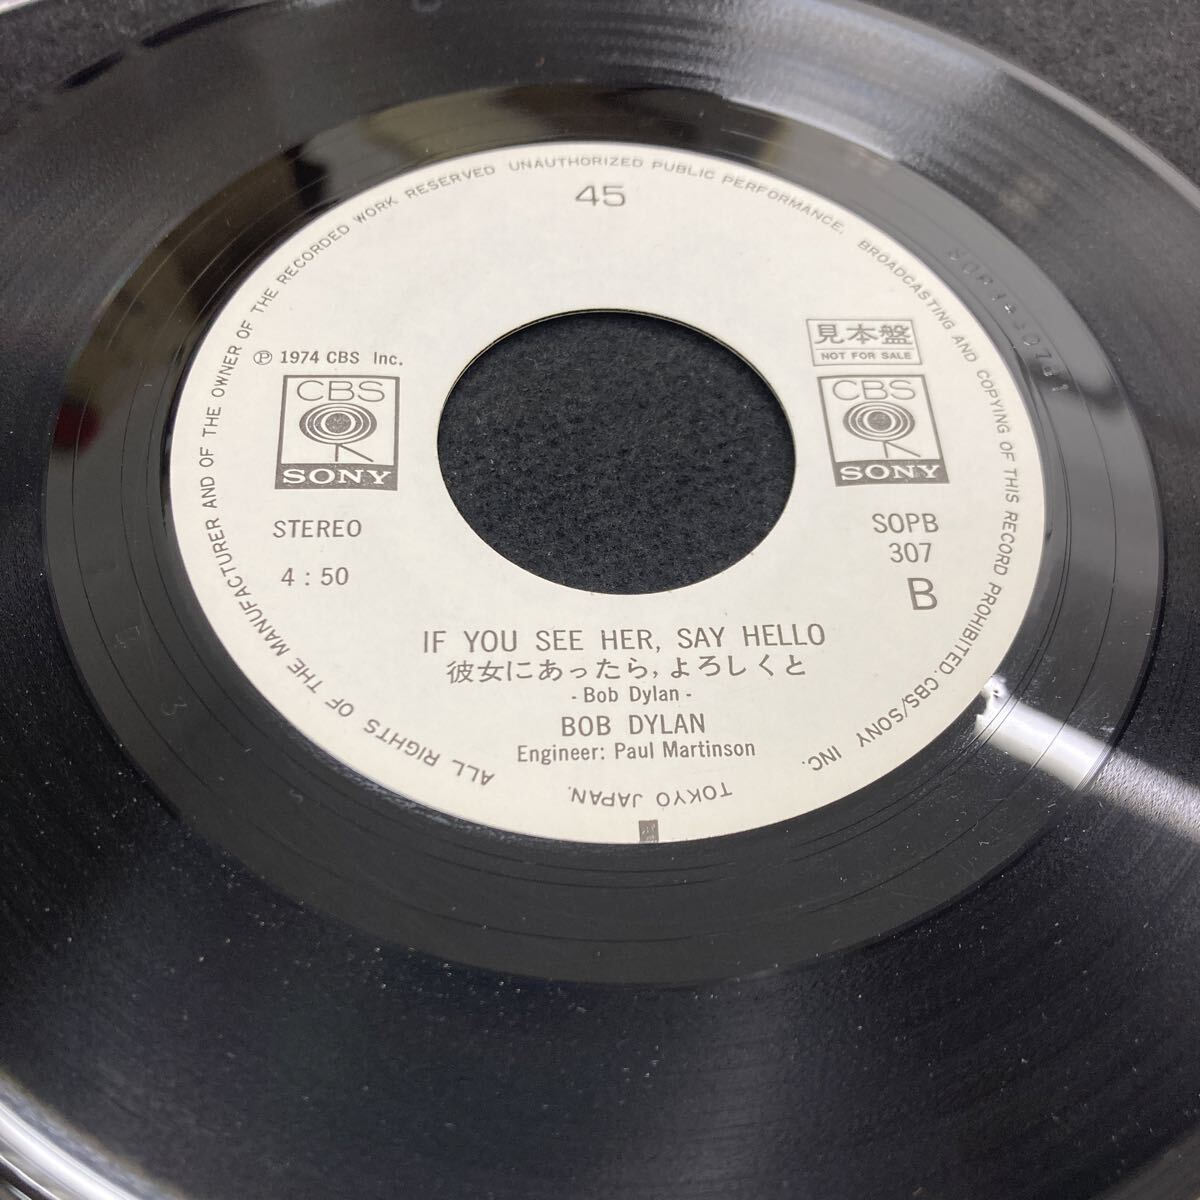 ALL RIGHTS OF THE MANUFACTURER AND OF THE OWNER OF THE RECORDED WORK RESERVED UNAUTHORIZED PUBLIC PERFORMANCE, BROADCASTING AND COPYING OF THIS RECORD PROHIBITED. CBS/SONY INC. TOKYO JAPAN.
45
Ⓟ 1974 CBS Inc.
見本盤
NOT FOR SALE
CBS
SONY
CBS
SONY
STEREO
4:50
SOPB
307
B
IF YOU SEE HER, SAY HELLO
彼女にあったら,よろしくと
- Bob Dylan -
BOB DYLAN
Engineer: Paul Martinson